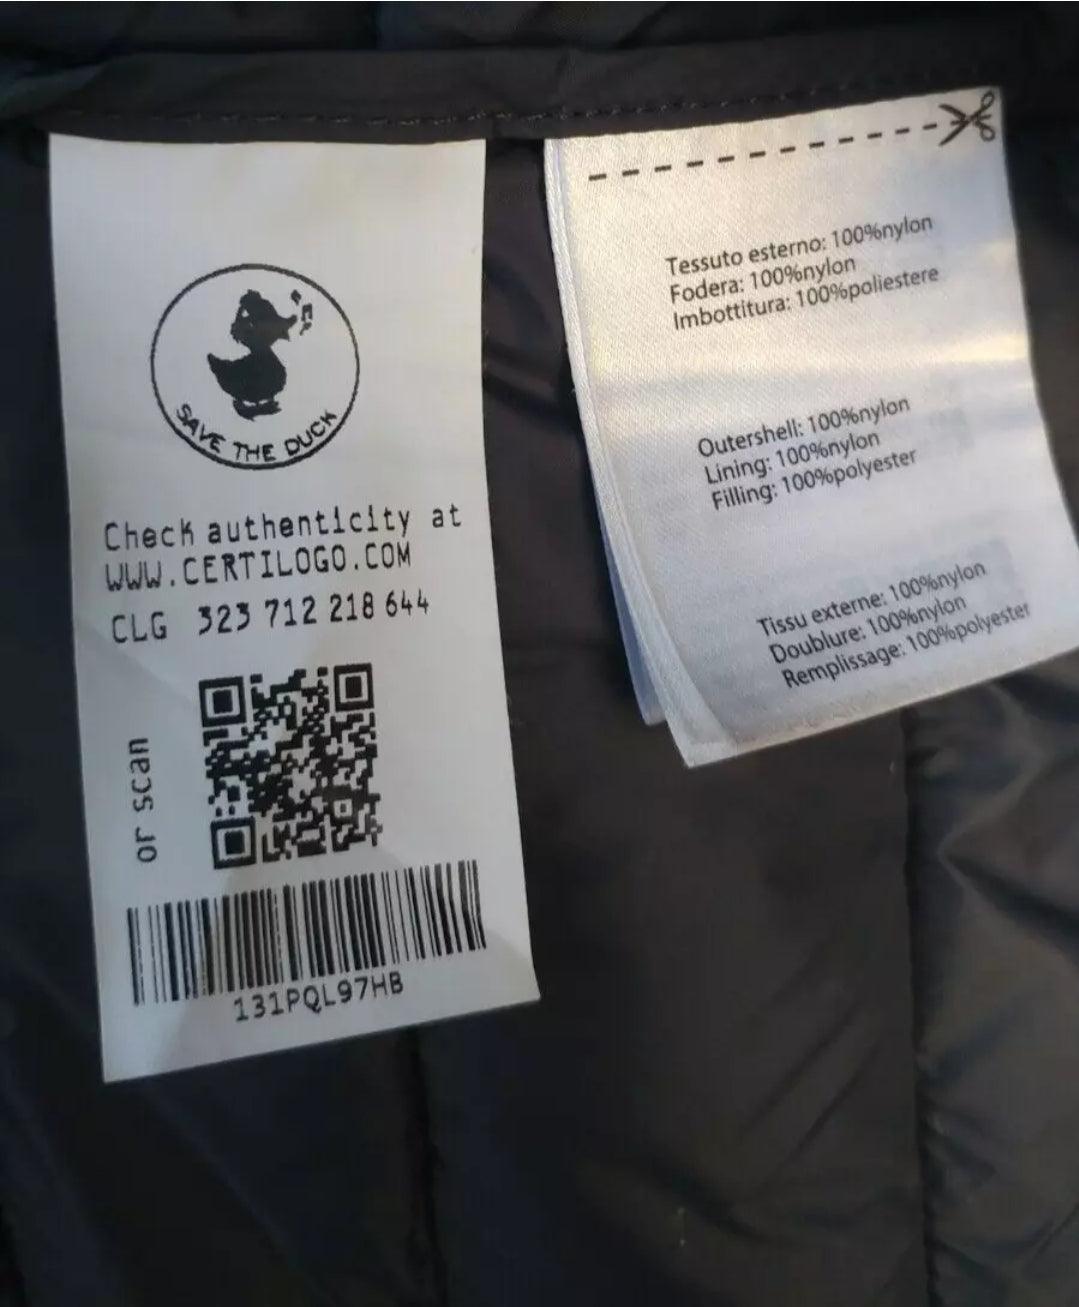 SAVE THE DUCK
Check authenticity at
WWW.CERTILOGO.COM
CLG 323 712 218 644
or scan
131PQL97HB
Tessuto esterno: 100%nylon
Fodera: 100%nylon
Imbottitura: 100%poliestere
Outershell: 100%nylon
Lining: 100%nylon
Filling: 100%polyester
Tissu externe: 100%nylon
Doublure: 100%nylon
Remplissage: 100%polyester